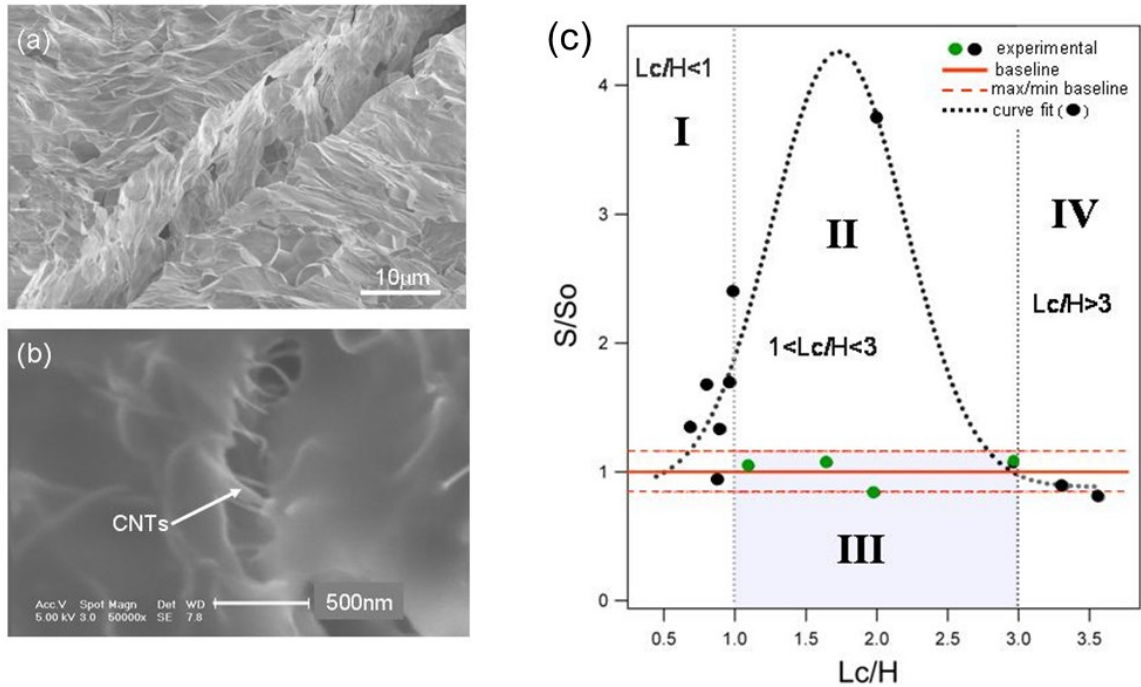 (a)
10μm
(b)
CNTs
Acc.V Spot Magn Det WD
5.00 kV 3.0 50000x SE 7.8
500nm
(c)
experimental
baseline
max/min baseline
curve fit (●)
Lc/H<1
I
II
IV
Lc/H>3
1<Lc/H<3
III
S/So
4
3
2
1
0
0.5 1.0 1.5 2.0 2.5 3.0 3.5
Lc/H